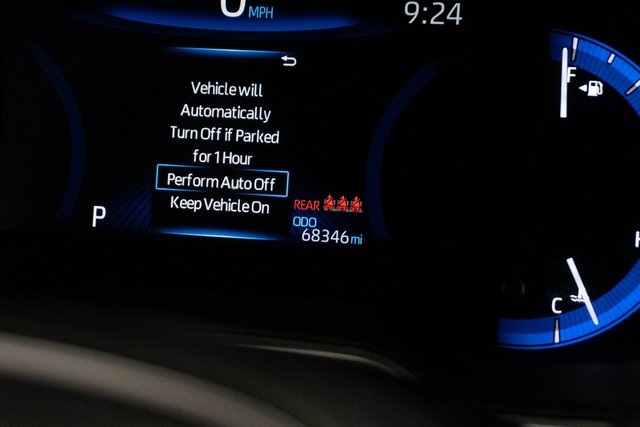 0 MPH
9:24
Vehicle will
Automatically
Turn Off if Parked
for 1 Hour
Perform Auto Off
Keep Vehicle On
P
REAR
ODO
68346 mi
F
C